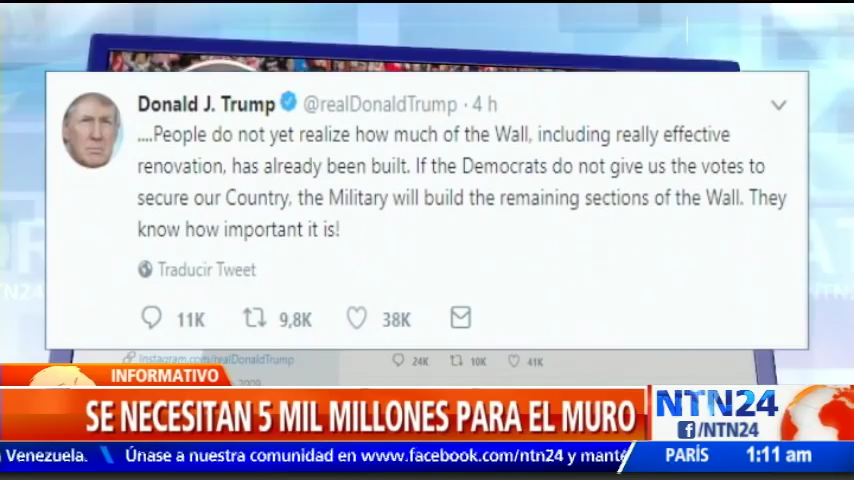 Donald J. Trump @realDonaldTrump · 4 h
....People do not yet realize how much of the Wall, including really effective
renovation, has already been built. If the Democrats do not give us the votes to
secure our Country, the Military will build the remaining sections of the Wall. They
know how important it is!
Traducir Tweet
11K 9,8K 38K
Instagram.com/realDonaldTrump 24K 10K 41K
2009
INFORMATIVO
SE NECESITAN 5 MIL MILLONES PARA EL MURO
NTN24
f/NTN24
Venezuela. \ Únase a nuestra comunidad en www.facebook.com/ntn24 y manté
PARÍS 1:11 am